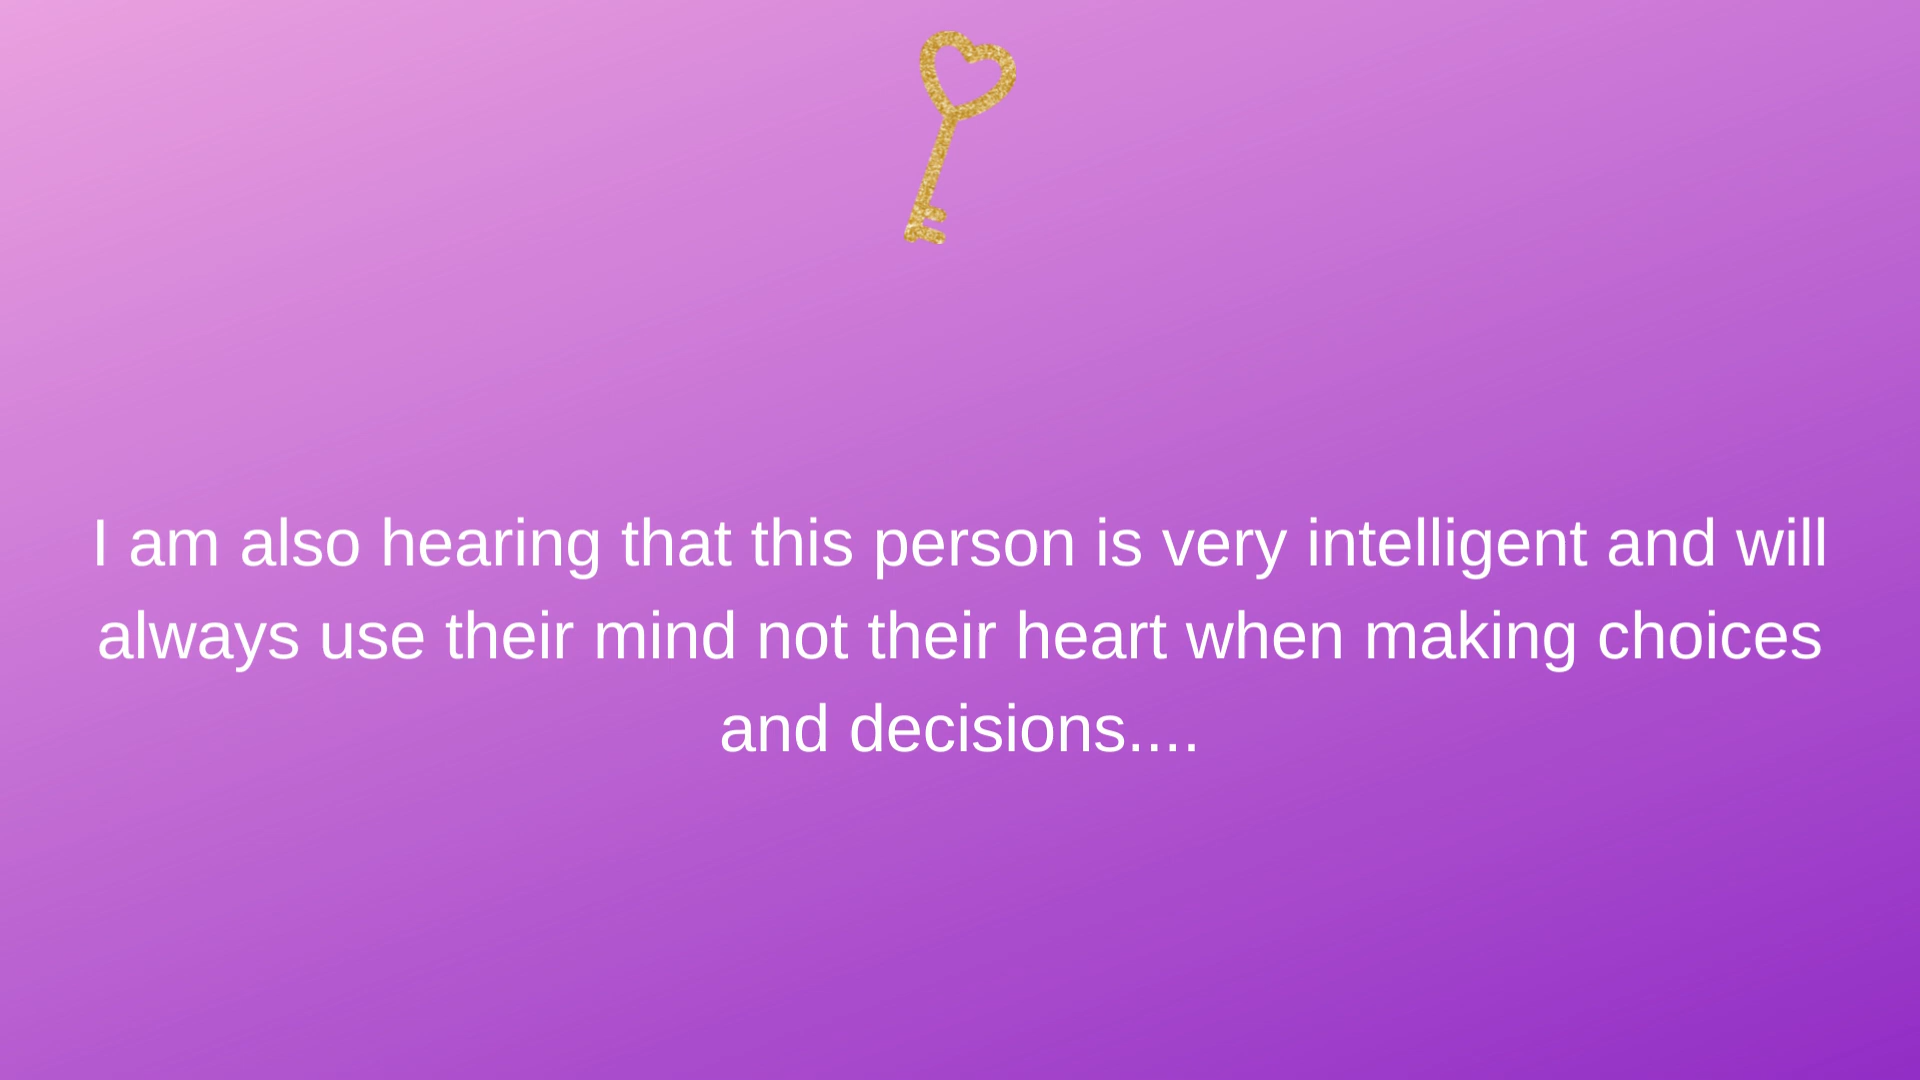 I am also hearing that this person is very intelligent and will
always use their mind not their heart when making choices
and decisions....